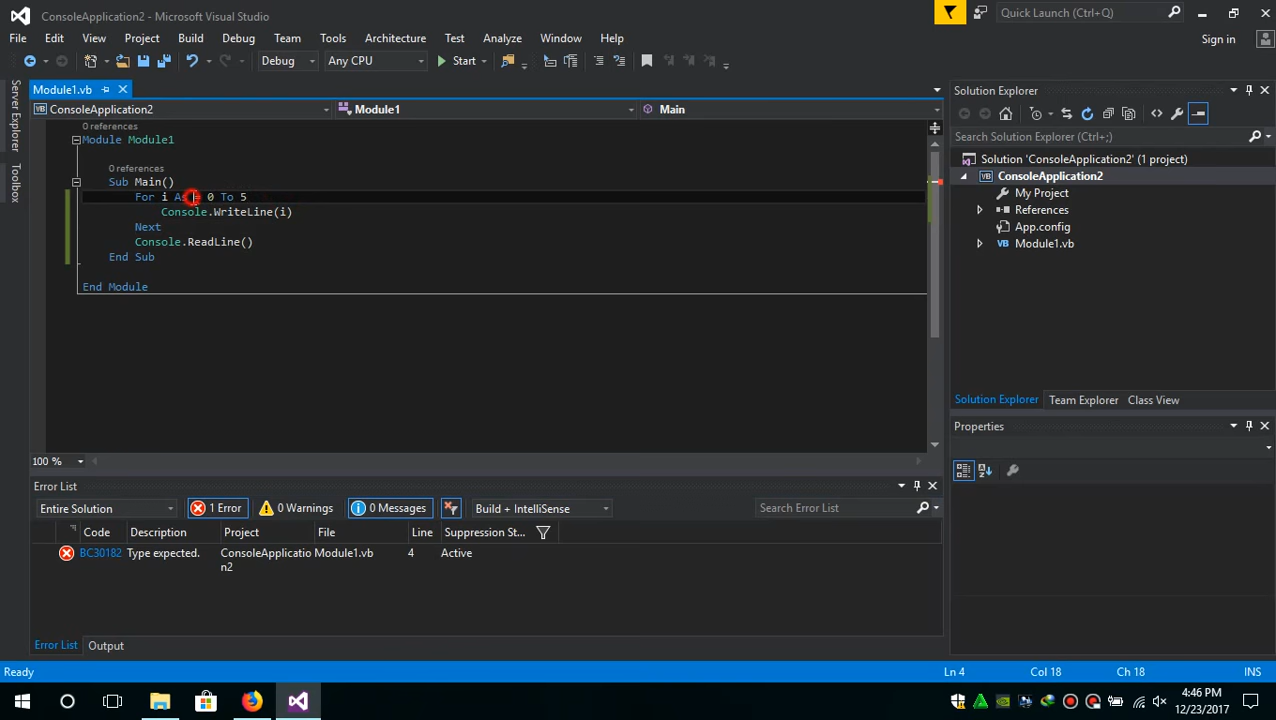 ConsoleApplication2 - Microsoft Visual Studio
Quick Launch (Ctrl+Q)
File Edit View Project Build Debug Team Tools Architecture Test Analyze Window Help
Sign in
Debug Any CPU Start
Server Explorer
Toolbox
Module1.vb
ConsoleApplication2 Module1 Main
0 references
Module Module1
0 references
Sub Main()
For i As = 0 To 5
Console.WriteLine(i)
Next
Console.ReadLine()
End Sub
End Module
100 %
Solution Explorer
Search Solution Explorer (Ctrl+;)
Solution 'ConsoleApplication2' (1 project)
ConsoleApplication2
My Project
References
App.config
Module1.vb
Solution Explorer Team Explorer Class View
Properties
Error List
Entire Solution 1 Error 0 Warnings 0 Messages Build + IntelliSense Search Error List
Code Description Project File Line Suppression St...
BC30182 Type expected. ConsoleApplicatio Module1.vb 4 Active
n2
Error List Output
Ready Ln 4 Col 18 Ch 18 INS
4:46 PM
12/23/2017